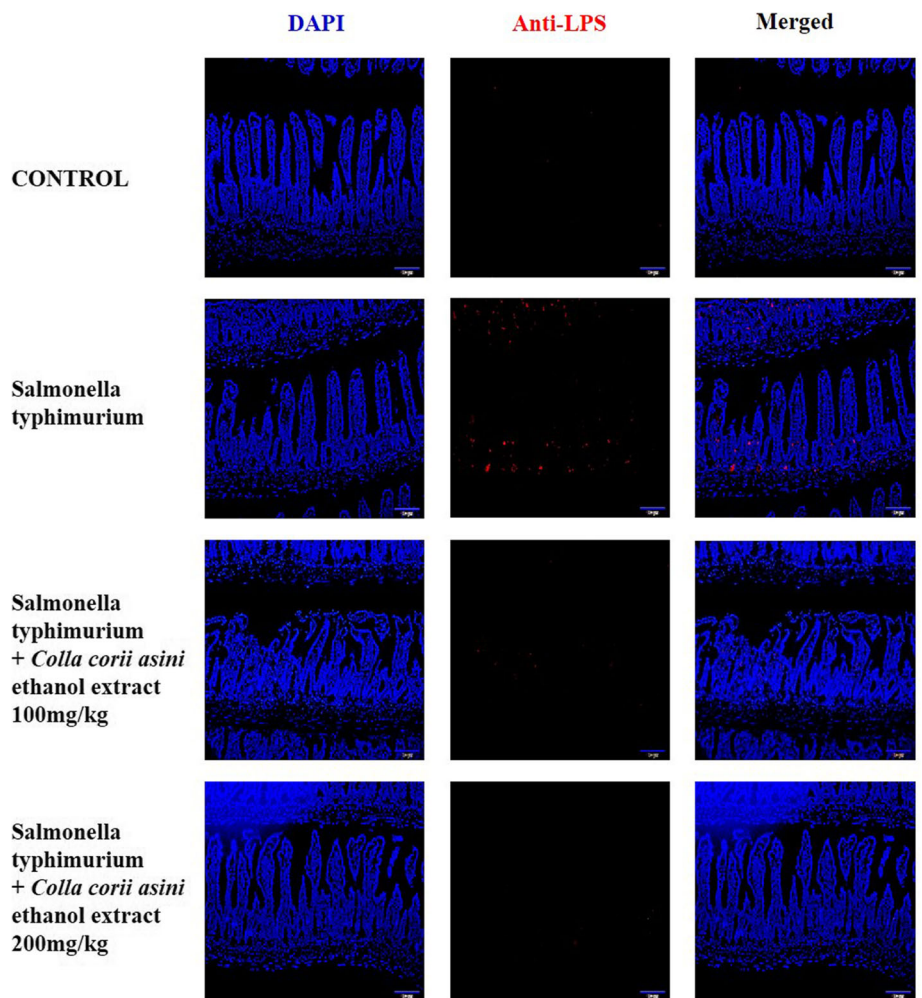 DAPI
Anti-LPS
Merged
CONTROL
Salmonella
typhimurium
Salmonella
typhimurium
+ Colla corii asini
ethanol extract
100mg/kg
Salmonella
typhimurium
+ Colla corii asini
ethanol extract
200mg/kg